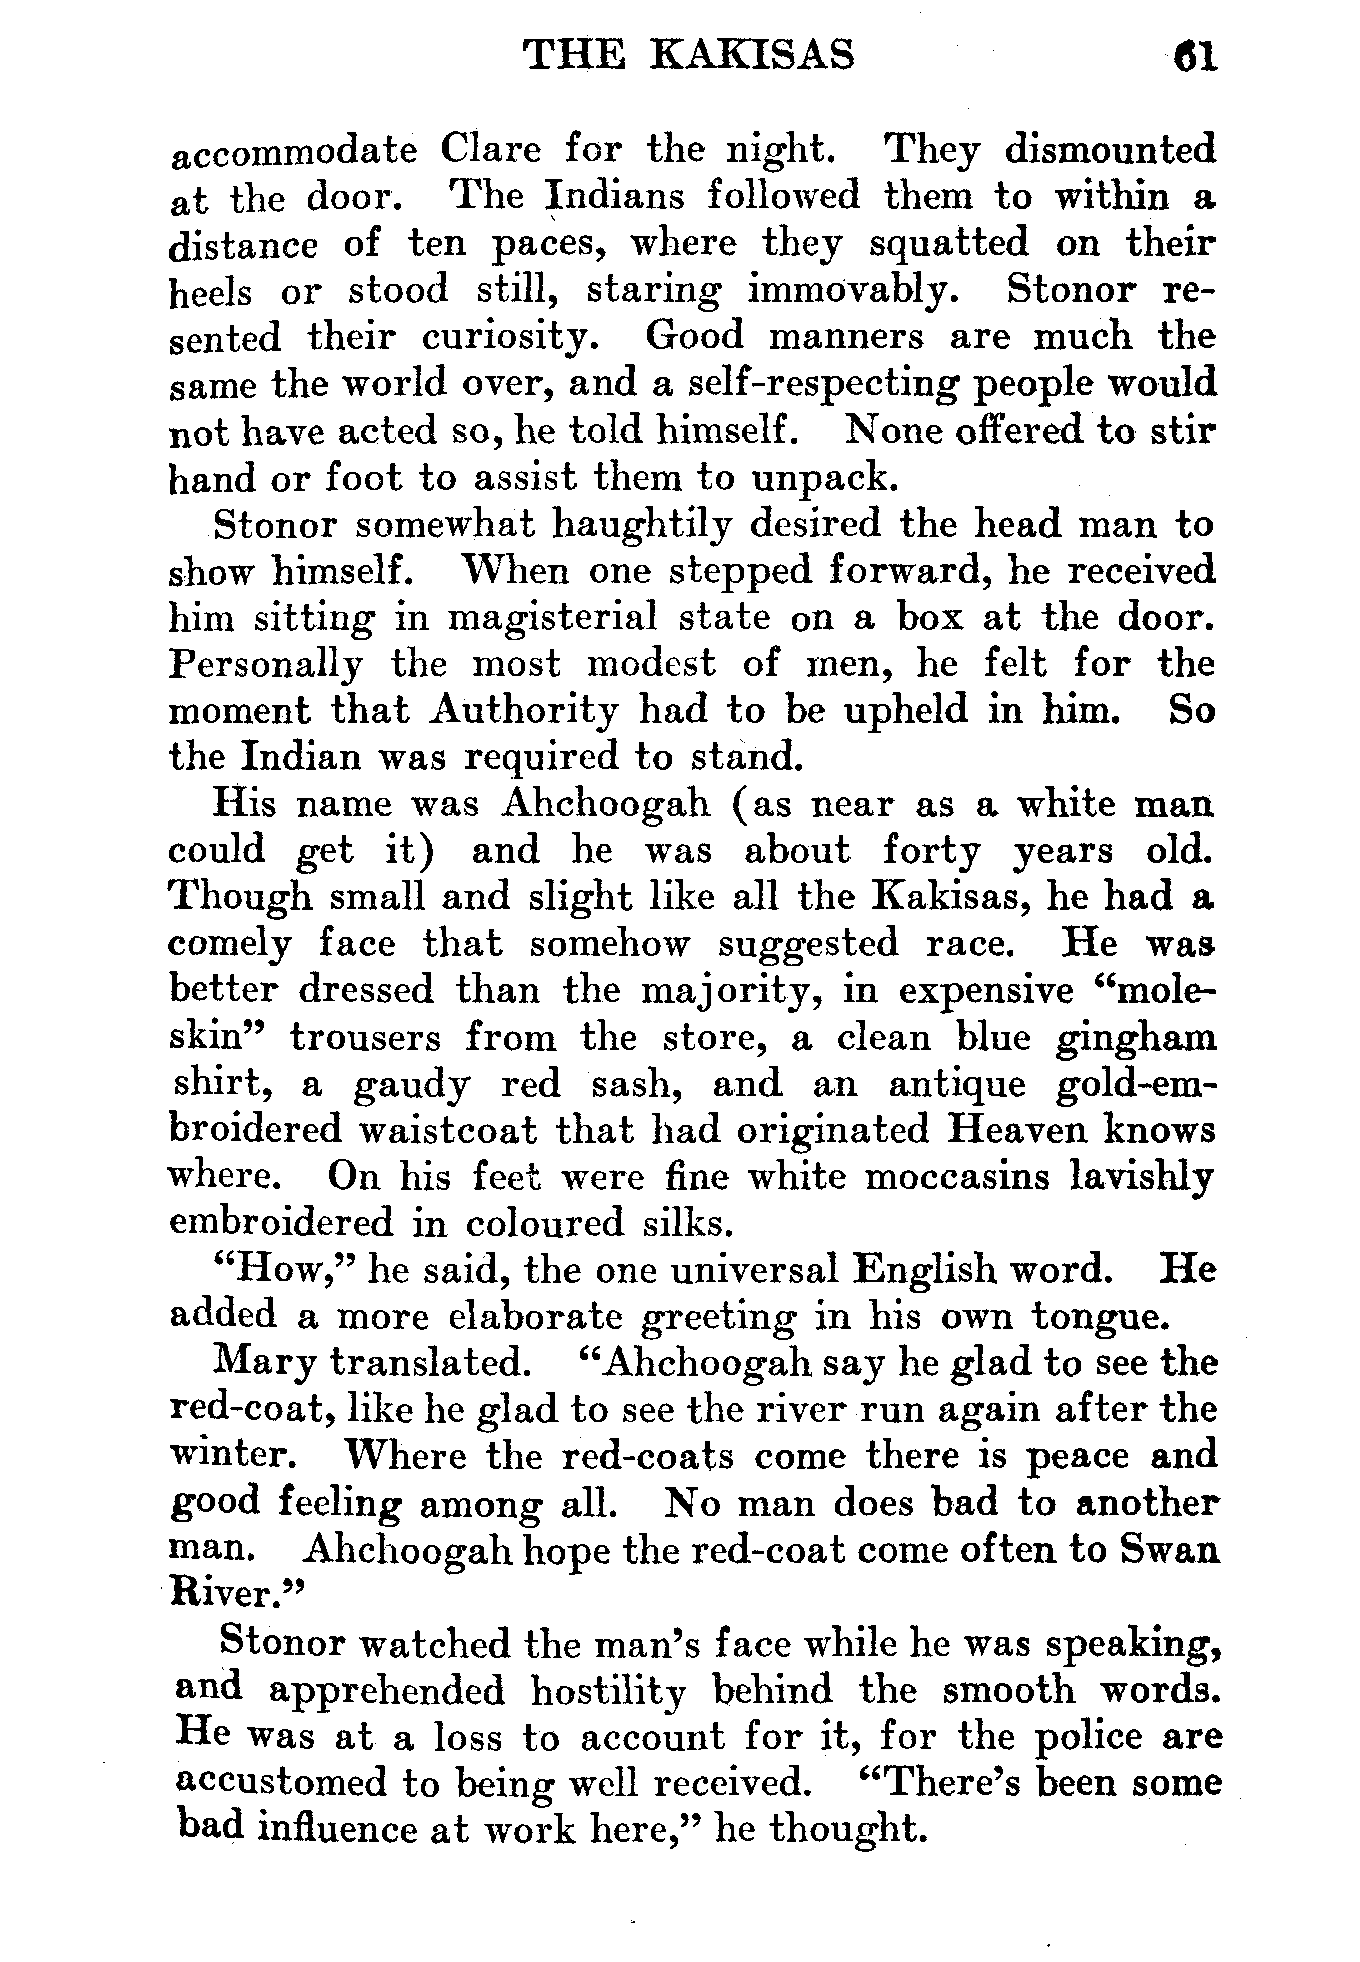 THE KAKISAS 61
accommodate Clare for the night. They dismounted
at the door. The Indians followed them to within a
distance of ten paces, where they squatted on their
heels or stood still, staring immovably. Stonor re-
sented their curiosity. Good manners are much the
same the world over, and a self-respecting people would
not have acted so, he told himself. None offered to stir
hand or foot to assist them to unpack.
Stonor somewhat haughtily desired the head man to
show himself. When one stepped forward, he received
him sitting in magisterial state on a box at the door.
Personally the most modest of men, he felt for the
moment that Authority had to be upheld in him. So
the Indian was required to stand.
His name was Ahchoogah (as near as a white man
could get it) and he was about forty years old.
Though small and slight like all the Kakisas, he had a
comely face that somehow suggested race. He was
better dressed than the majority, in expensive “mole-
skin” trousers from the store, a clean blue gingham
shirt, a gaudy red sash, and an antique gold-em-
broidered waistcoat that had originated Heaven knows
where. On his feet were fine white moccasins lavishly
embroidered in coloured silks.
“How,” he said, the one universal English word. He
added a more elaborate greeting in his own tongue.
Mary translated. “Ahchoogah say he glad to see the
red-coat, like he glad to see the river run again after the
winter. Where the red-coats come there is peace and
good feeling among all. No man does bad to another
man. Ahchoogah hope the red-coat come often to Swan
River.”
Stonor watched the man’s face while he was speaking,
and apprehended hostility behind the smooth words.
He was at a loss to account for it, for the police are
accustomed to being well received. “There’s been some
bad influence at work here,” he thought.